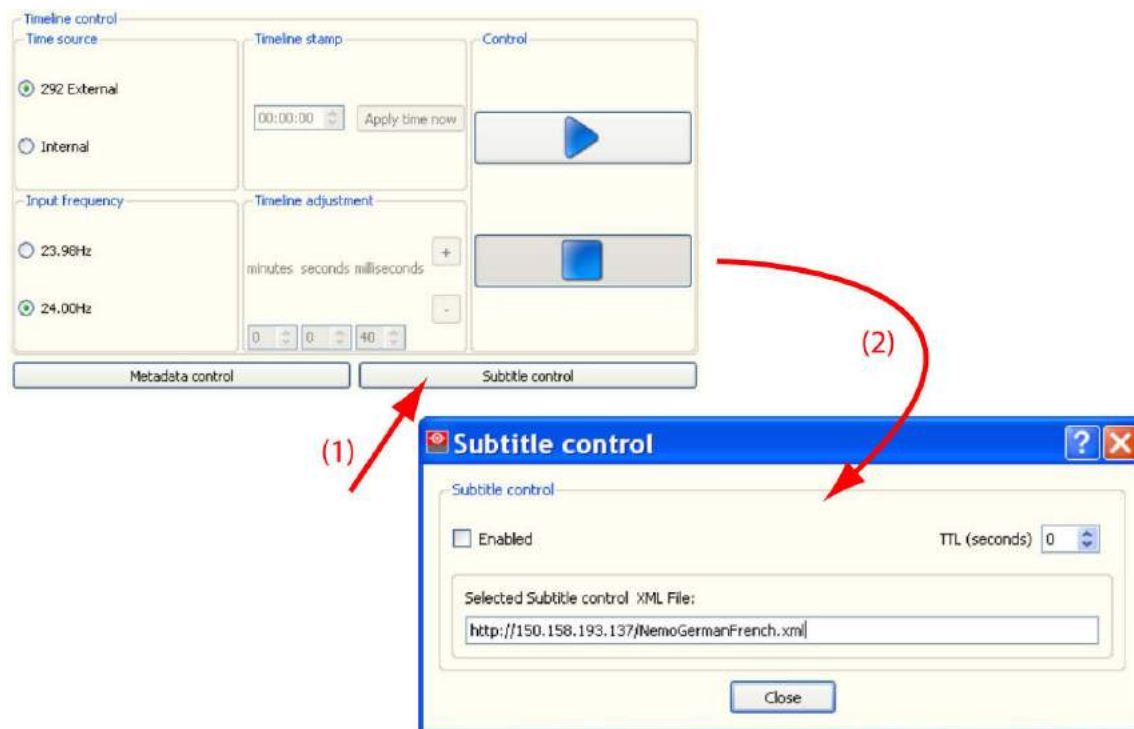 Timeline control
Time source
Timeline stamp
Control
292 External
00:00:00
Apply time now
Internal
Input frequency
Timeline adjustment
23.98Hz
+
minutes seconds milliseconds
24.00Hz
-
0 0 40
Metadata control
Subtitle control
(1)
(2)
Subtitle control
?
X
Subtitle control
Enabled
TTL (seconds) 0
Selected Subtitle control XML File:
http://150.158.193.137/NemoGermanFrench.xml
Close